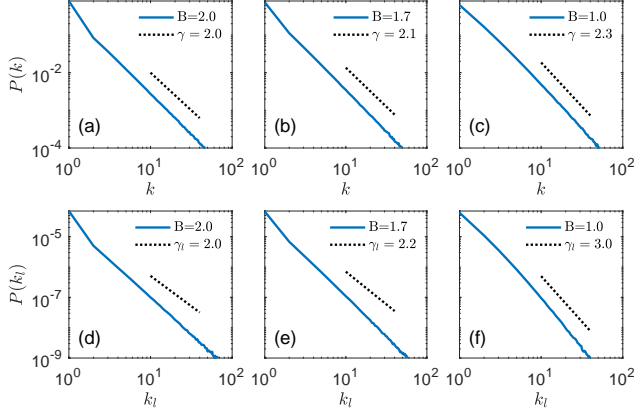 B=2.0
γ = 2.0
B=1.7
γ = 2.1
B=1.0
γ = 2.3
P(k)
10^-2
10^-4
(a)
(b)
(c)
10^0 10^1 10^2
10^0 10^1 10^2
10^0 10^1 10^2
k
k
k
B=2.0
γ_l = 2.0
B=1.7
γ_l = 2.2
B=1.0
γ_l = 3.0
P(k_l)
10^-5
10^-7
10^-9
(d)
(e)
(f)
10^0 10^1 10^2
10^0 10^1 10^2
10^0 10^1 10^2
k_l
k_l
k_l